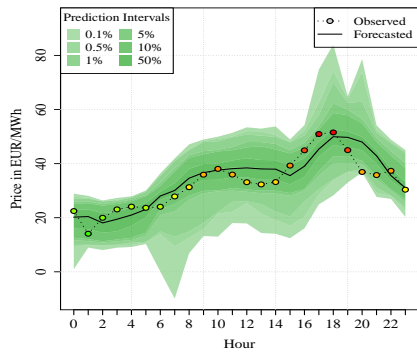 Prediction Intervals
0.1% 5%
0.5% 10%
1% 50%
Observed
Forecasted
Price in EUR/MWh
80
60
40
20
0
0 2 4 6 8 10 12 14 16 18 20 22
Hour